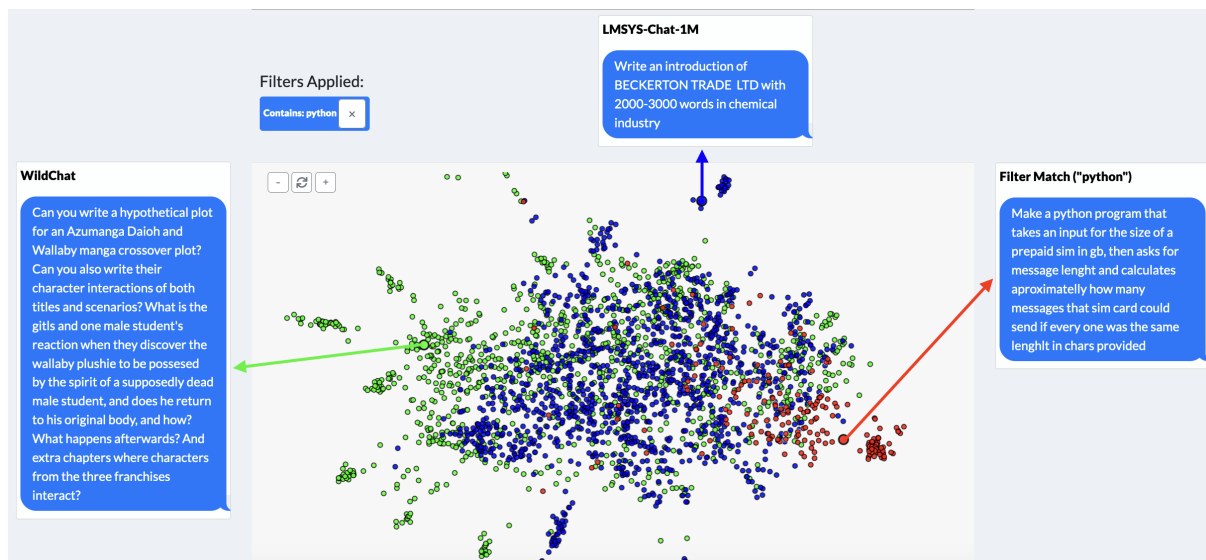 LMSYS-Chat-1M
Write an introduction of
BECKERTON TRADE LTD with
2000-3000 words in chemical
industry
Filters Applied:
Contains: python ×
WildChat
Can you write a hypothetical plot
for an Azumanga Daioh and
Wallaby manga crossover plot?
Can you also write their
character interactions of both
titles and scenarios? What is the
gitls and one male student's
reaction when they discover the
wallaby plushie to be possesed
by the spirit of a supposedly dead
male student, and does he return
to his original body, and how?
What happens afterwards? And
extra chapters where characters
from the three franchises
interact?
- +
Filter Match ("python")
Make a python program that
takes an input for the size of a
prepaid sim in gb, then asks for
message lenght and calculates
aproximatelly how many
messages that sim card could
send if every one was the same
lenghlt in chars provided